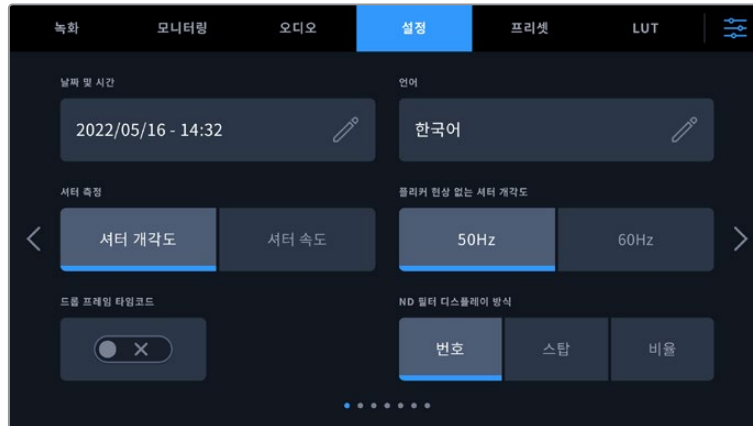 녹화 모니터링 오디오 설정 프리셋 LUT
날짜 및 시간 언어
2022/05/16 - 14:32 한국어
셔터 측정 플리커 현상 없는 셔터 개각도
셔터 개각도 셔터 속도 50Hz 60Hz
드롭 프레임 타임코드 ND 필터 디스플레이 방식
번호 스탑 비율